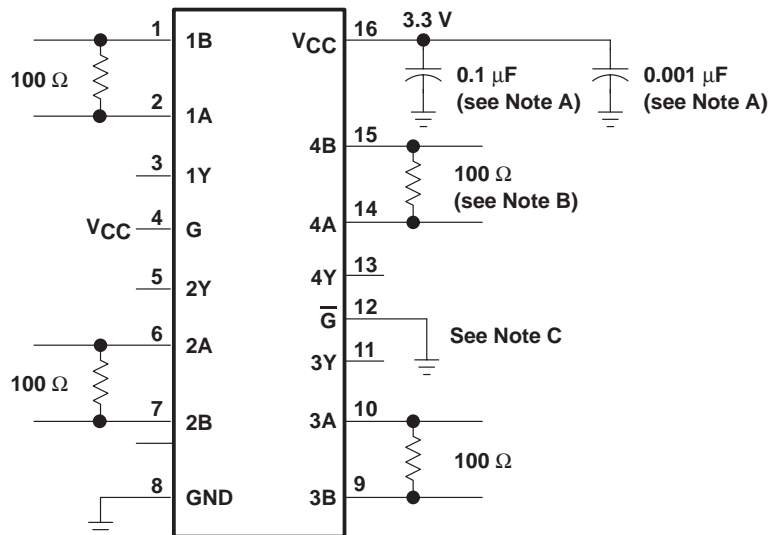 1
1B
100 Ω
2
1A
3
1Y
VCC
4
G
5
2Y
6
2A
100 Ω
7
2B
8
GND
VCC
16
3.3 V
0.1 μF
(see Note A)
0.001 μF
(see Note A)
4B
15
100 Ω
(see Note B)
4A
14
4Y
13
G̅
12
See Note C
3Y
11
3A
10
100 Ω
3B
9